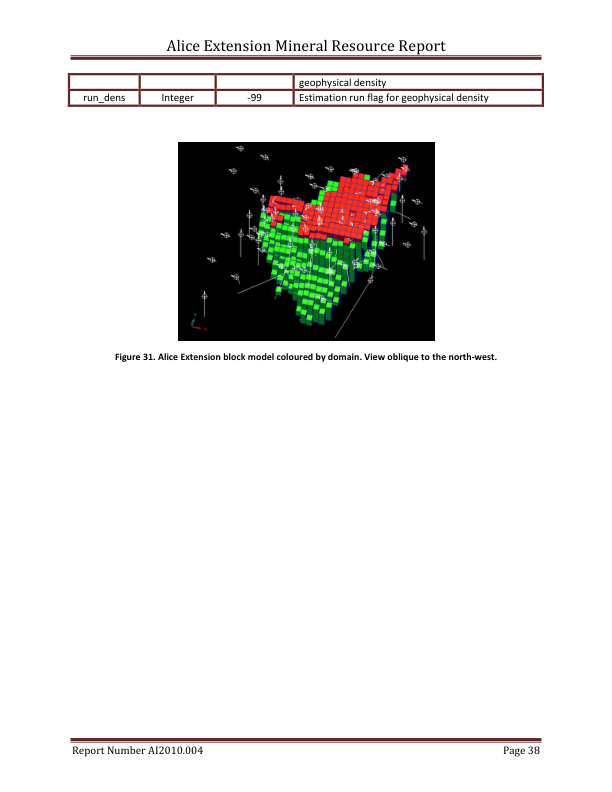 Alice Extension Mineral Resource Report
geophysical density
run_dens Integer -99 Estimation run flag for geophysical density
Figure 31. Alice Extension block model coloured by domain. View oblique to the north-west.
Report Number AI2010.004 Page 38